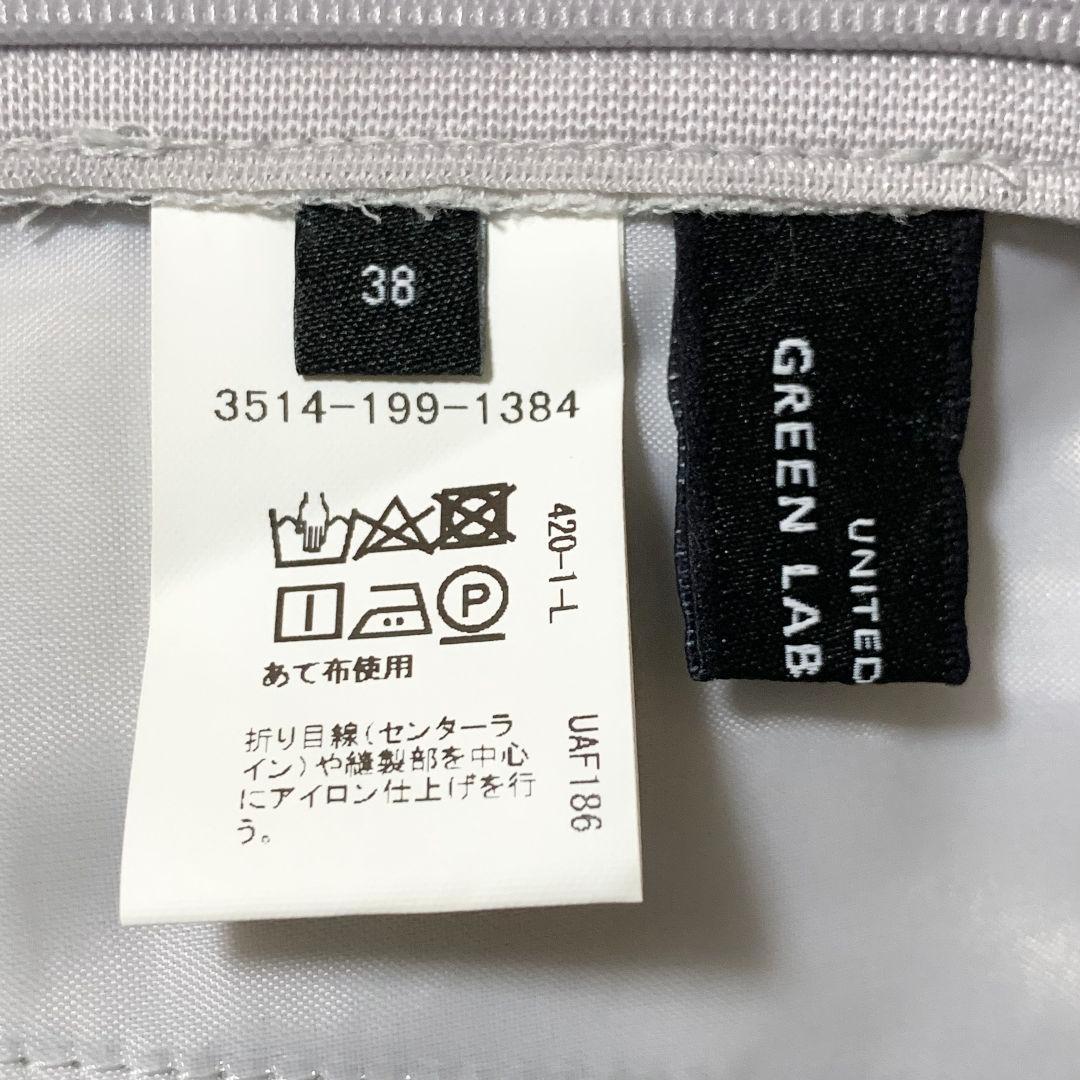 38
3514-199-1384
P
あて布使用
折り目線(センターラ
イン)や縫製部を中心
にアイロン仕上げを行
う。
420-1-L
UAF186
UNITED
GREEN LAB